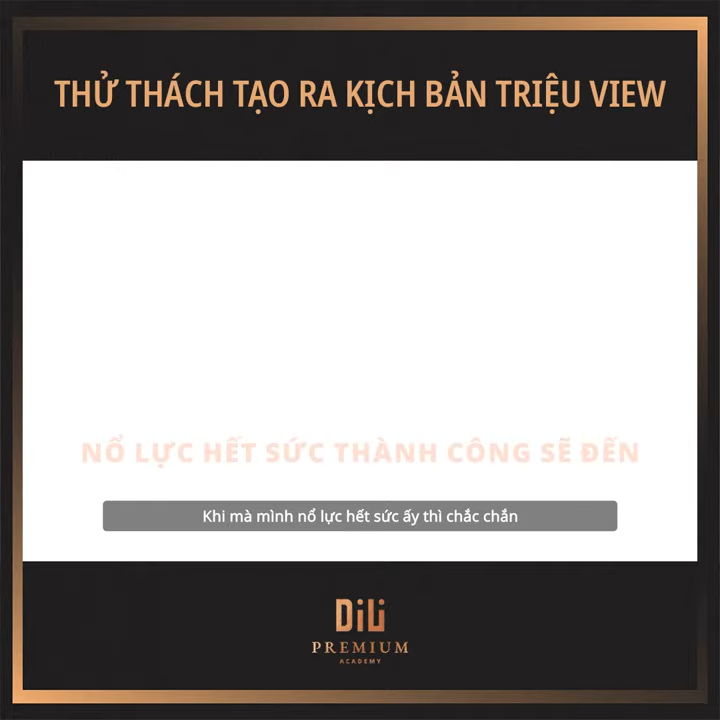 THỬ THÁCH TẠO RA KỊCH BẢN TRIỆU VIEW
NỔ LỰC HẾT SỨC THÀNH CÔNG SẼ ĐẾN
Khi mà mình nổ lực hết sức ấy thì chắc chắn
DiLi
PREMIUM
ACADEMY